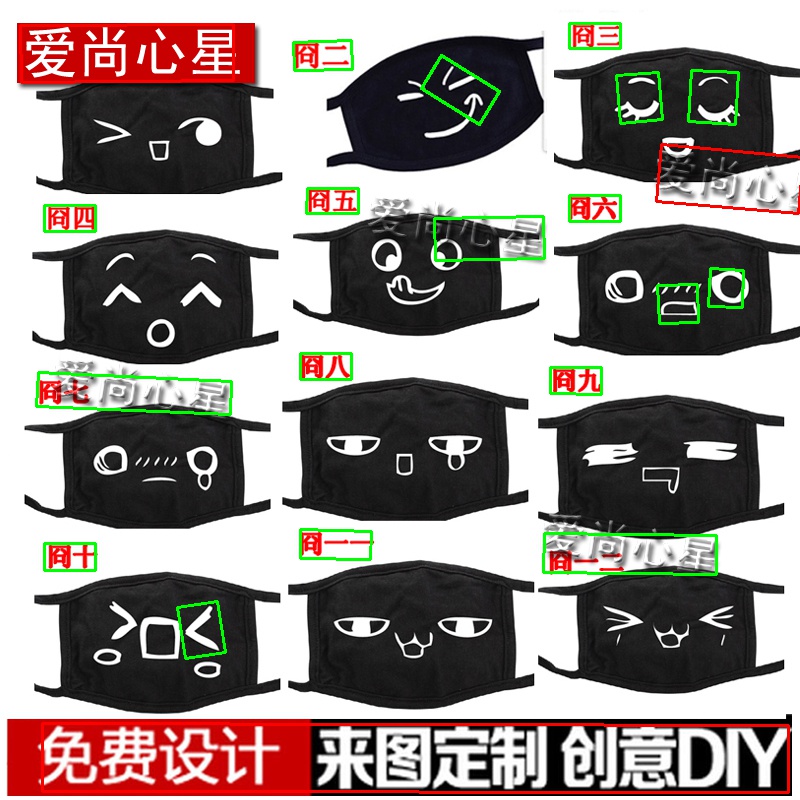 爱尚心星
囧二
囧三
爱尚心星
囧四
囧五
爱尚心星
囧六
囧七
爱尚心星
囧八
囧九
囧十
囧一一
囧一二
爱尚心星
免费设计 来图定制 创意DIY